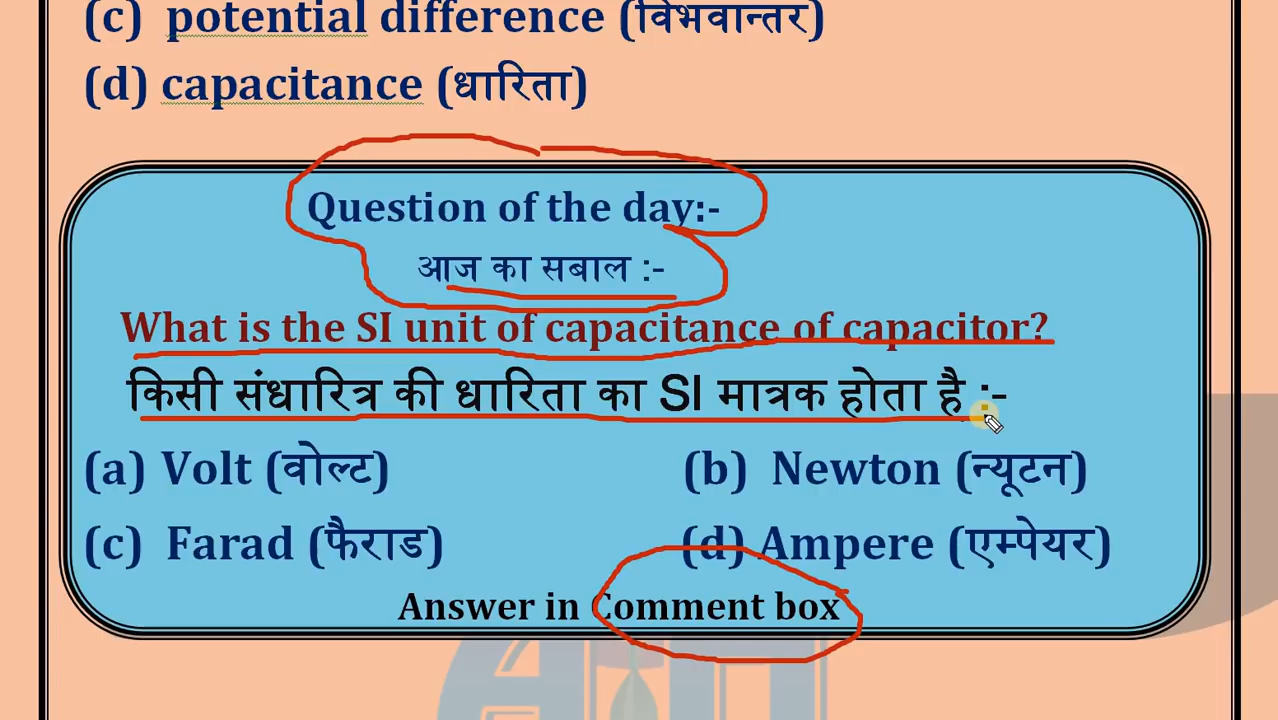 (c) potential difference (विभवान्तर)
(d) capacitance (धारिता)
Question of the day:-
आज का सबाल :-
What is the SI unit of capacitance of capacitor?
किसी संधारित्र की धारिता का SI मात्रक होता है :-
(a) Volt (वोल्ट) (b) Newton (न्यूटन)
(c) Farad (फैराड) (d) Ampere (एम्पेयर)
Answer in Comment box